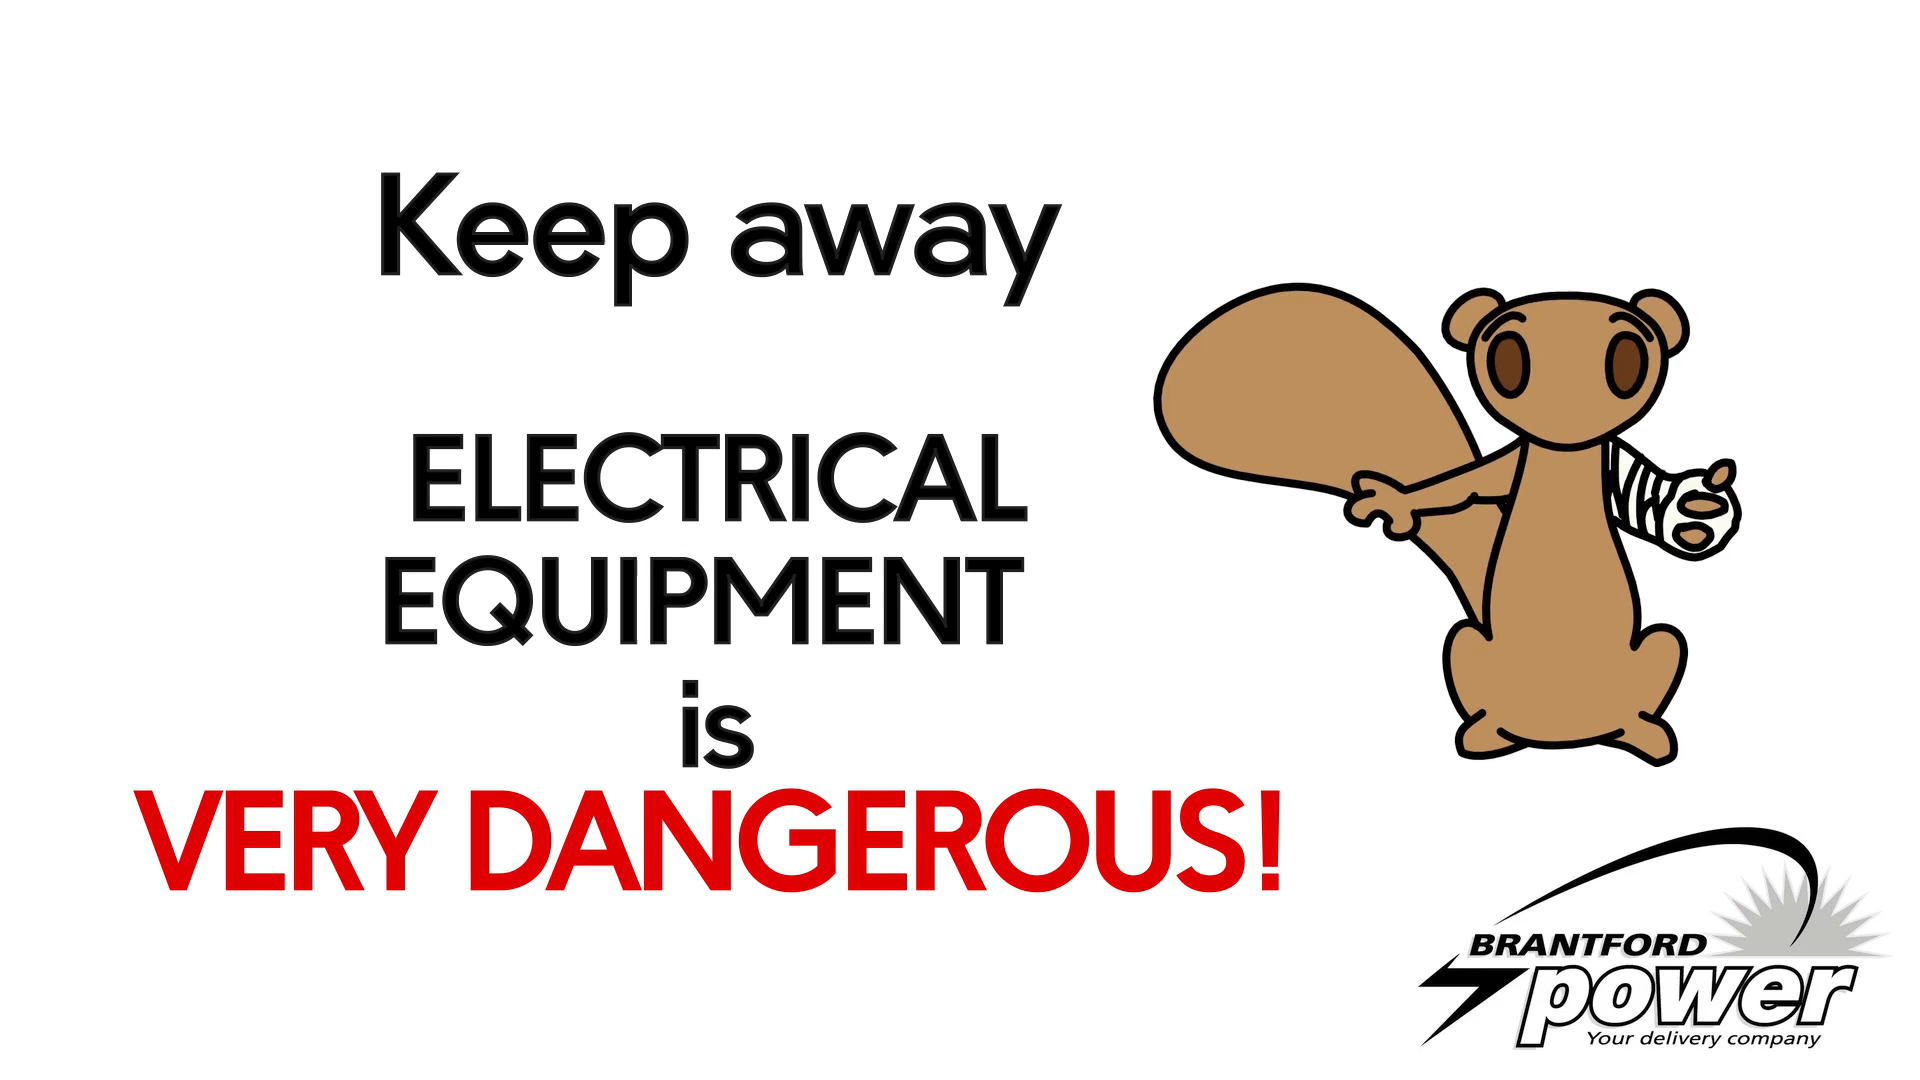 Keep away
ELECTRICAL
EQUIPMENT
is
VERY DANGEROUS!
BRANTFORD
power
Your delivery company